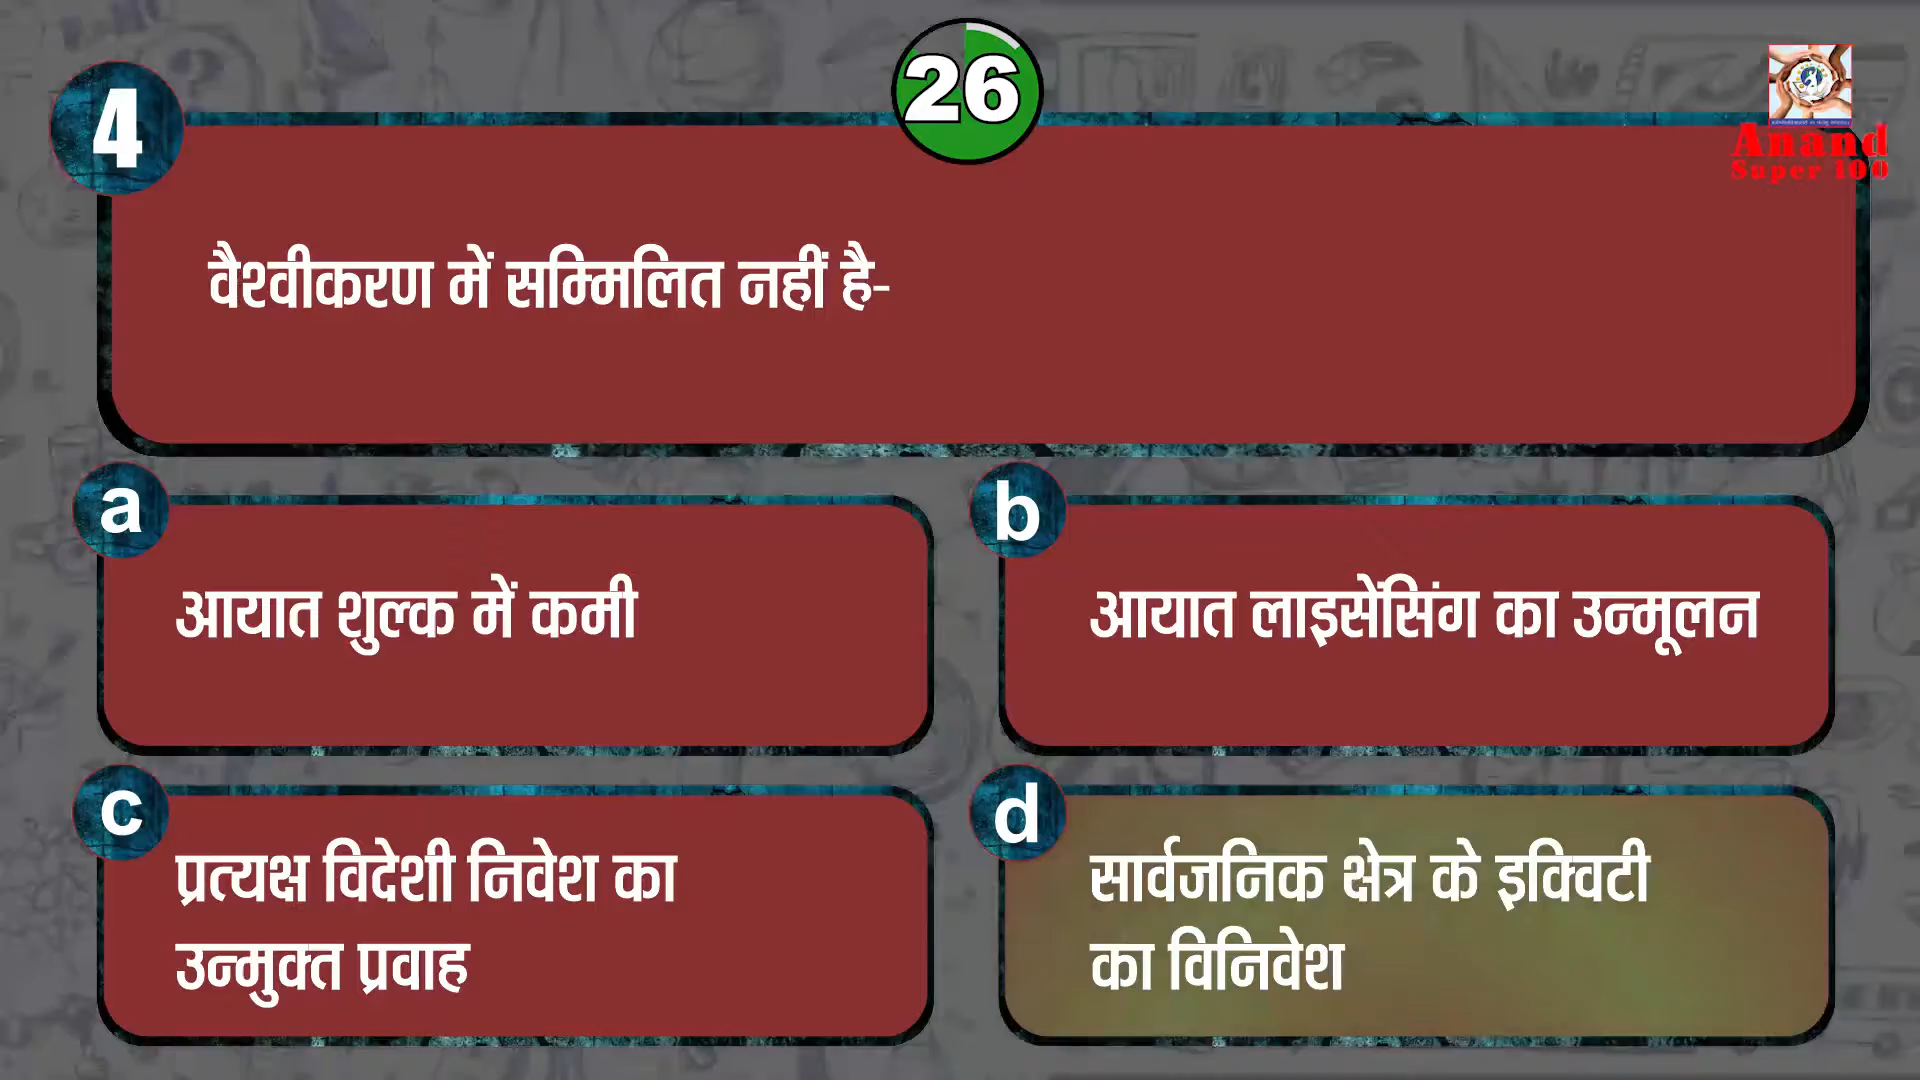 26
4
Anand
Super 100
वैश्वीकरण में सम्मिलित नहीं है-
a
आयात शुल्क में कमी
b
आयात लाइसेंसिंग का उन्मूलन
c
प्रत्यक्ष विदेशी निवेश का
उन्मुक्त प्रवाह
d
सार्वजनिक क्षेत्र के इक्विटी
का विनिवेश